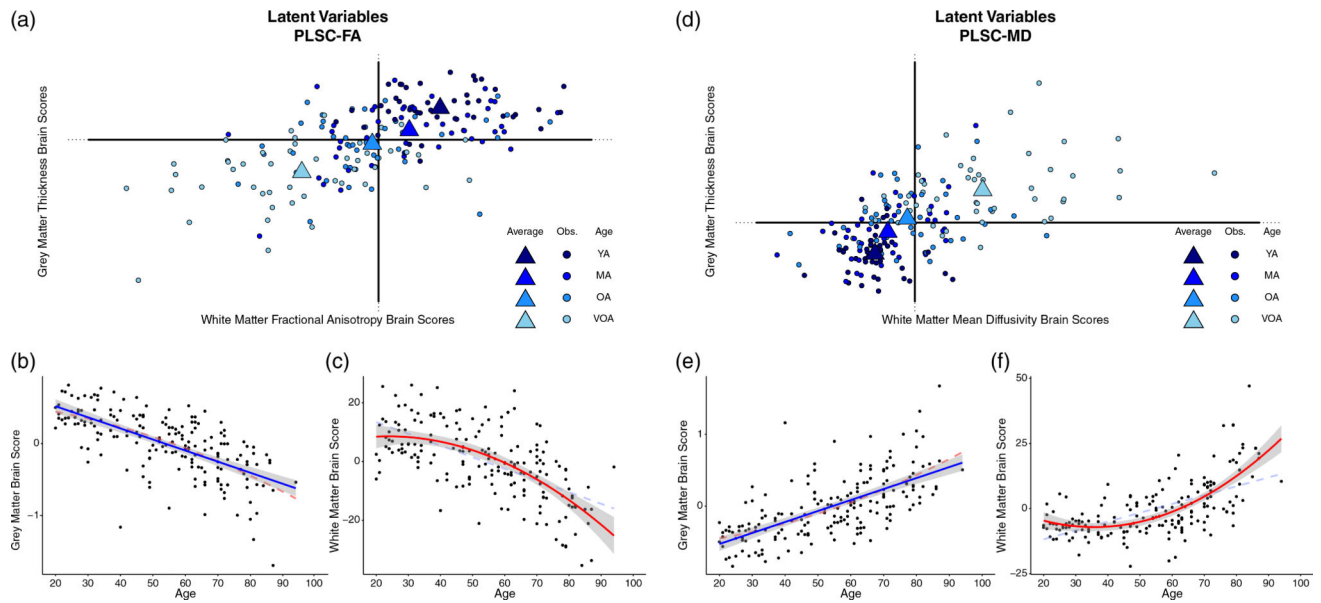 (a)
Latent Variables
PLSC-FA
Grey Matter Thickness Brain Scores
White Matter Fractional Anisotropy Brain Scores
Average Obs. Age
YA
MA
OA
VOA
(d)
Latent Variables
PLSC-MD
Grey Matter Thickness Brain Scores
White Matter Mean Diffusivity Brain Scores
Average Obs. Age
YA
MA
OA
VOA
(b)
Grey Matter Brain Score
0
−1
20 30 40 50 60 70 80 90 100
Age
(c)
White Matter Brain Score
20
0
−20
20 30 40 50 60 70 80 90 100
Age
(e)
Grey Matter Brain Score
1
0
20 30 40 50 60 70 80 90 100
Age
(f)
White Matter Brain Score
50
25
0
−25
20 30 40 50 60 70 80 90 100
Age